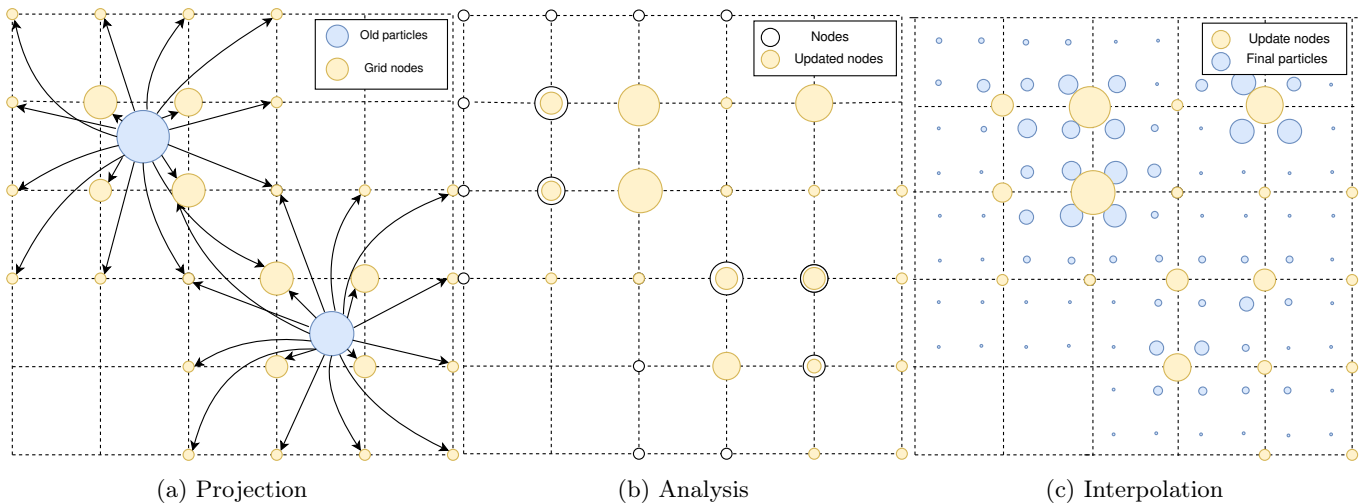 Old particles
Grid nodes
Nodes
Updated nodes
Update nodes
Final particles
(a) Projection
(b) Analysis
(c) Interpolation